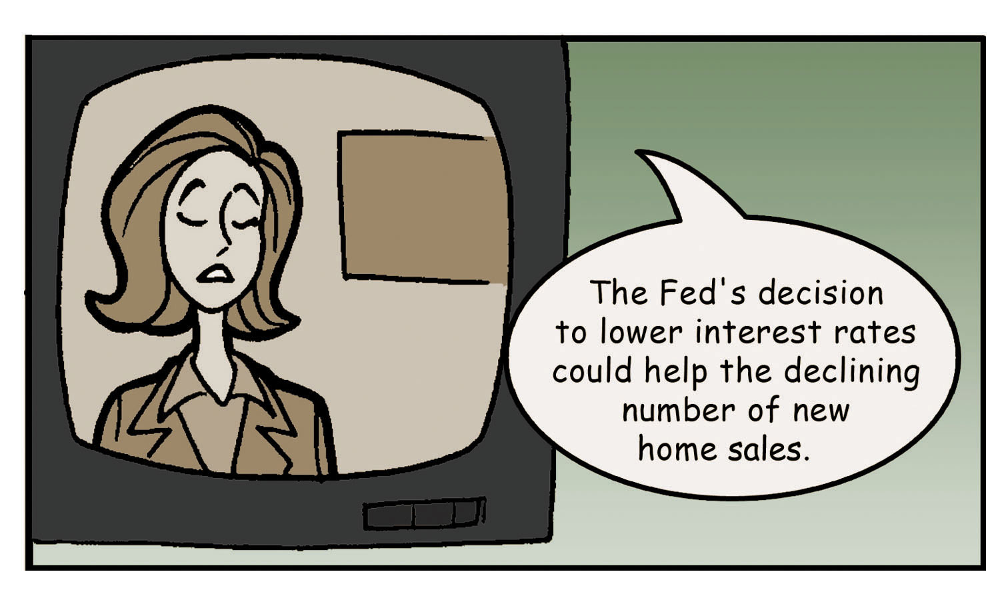 The Fed's decision
to lower interest rates
could help the declining
number of new
home sales.